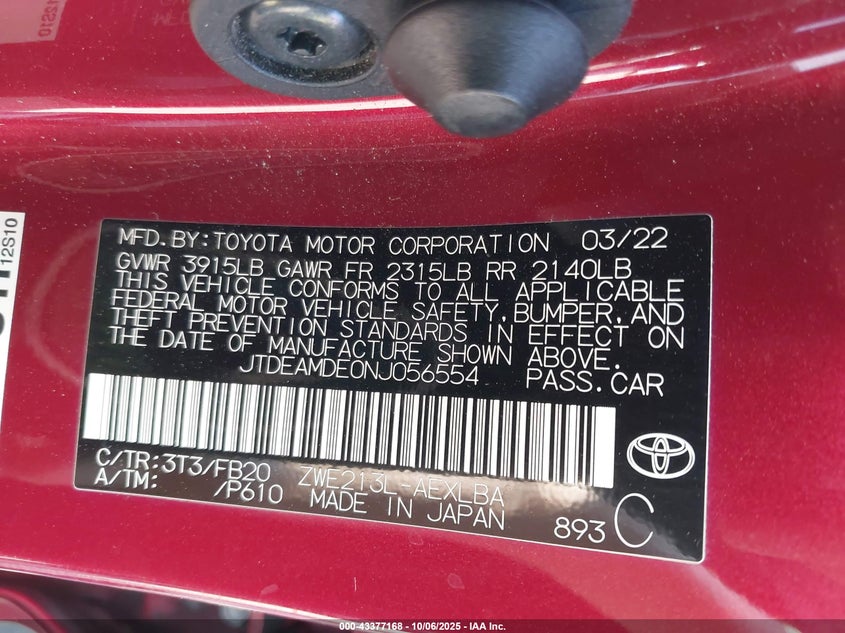 12S10
MFD.BY:TOYOTA MOTOR CORPORATION 03/22
GVWR 3915LB GAWR FR 2315LB RR 2140LB
THIS VEHICLE CONFORMS TO ALL APPLICABLE
FEDERAL MOTOR VEHICLE SAFETY,BUMPER,AND
THEFT PREVENTION STANDARDS IN EFFECT ON
THE DATE OF MANUFACTURE SHOWN ABOVE.
JTDEAMDE0NJ056554 PASS.CAR
C/TR:3T3/FB20 ZWE213L-AEXLBA
A/TM: /P610 MADE IN JAPAN
893 C
12S10
000-43377168 - 10/06/2025 - IAA Inc.